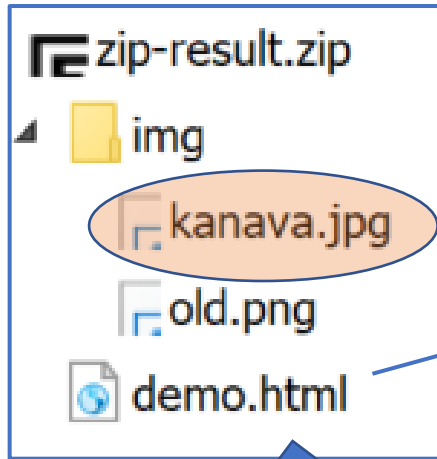 zip-result.zip
img
kanava.jpg
old.png
demo.html